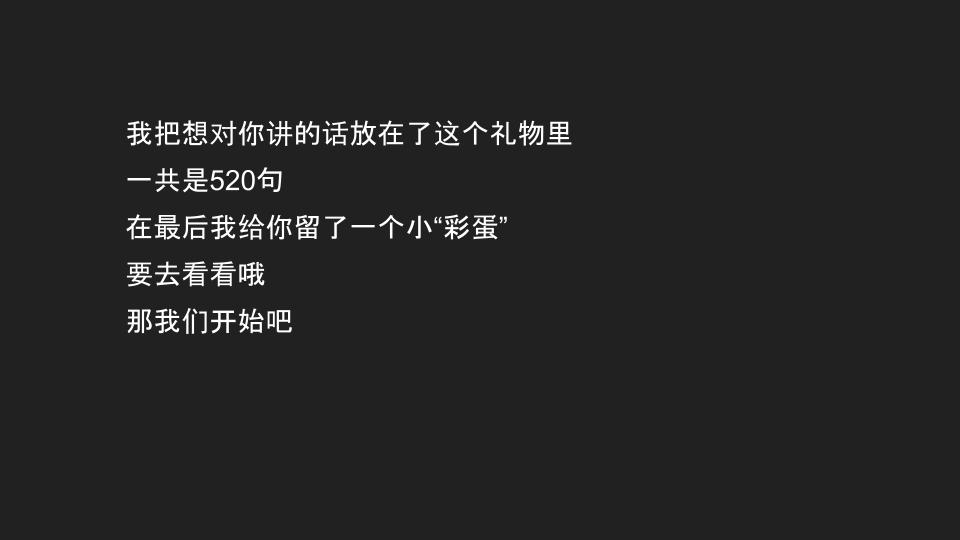 我把想对你讲的话放在了这个礼物里
一共是520句
在最后我给你留了一个小“彩蛋”
要去看看哦
那我们开始吧